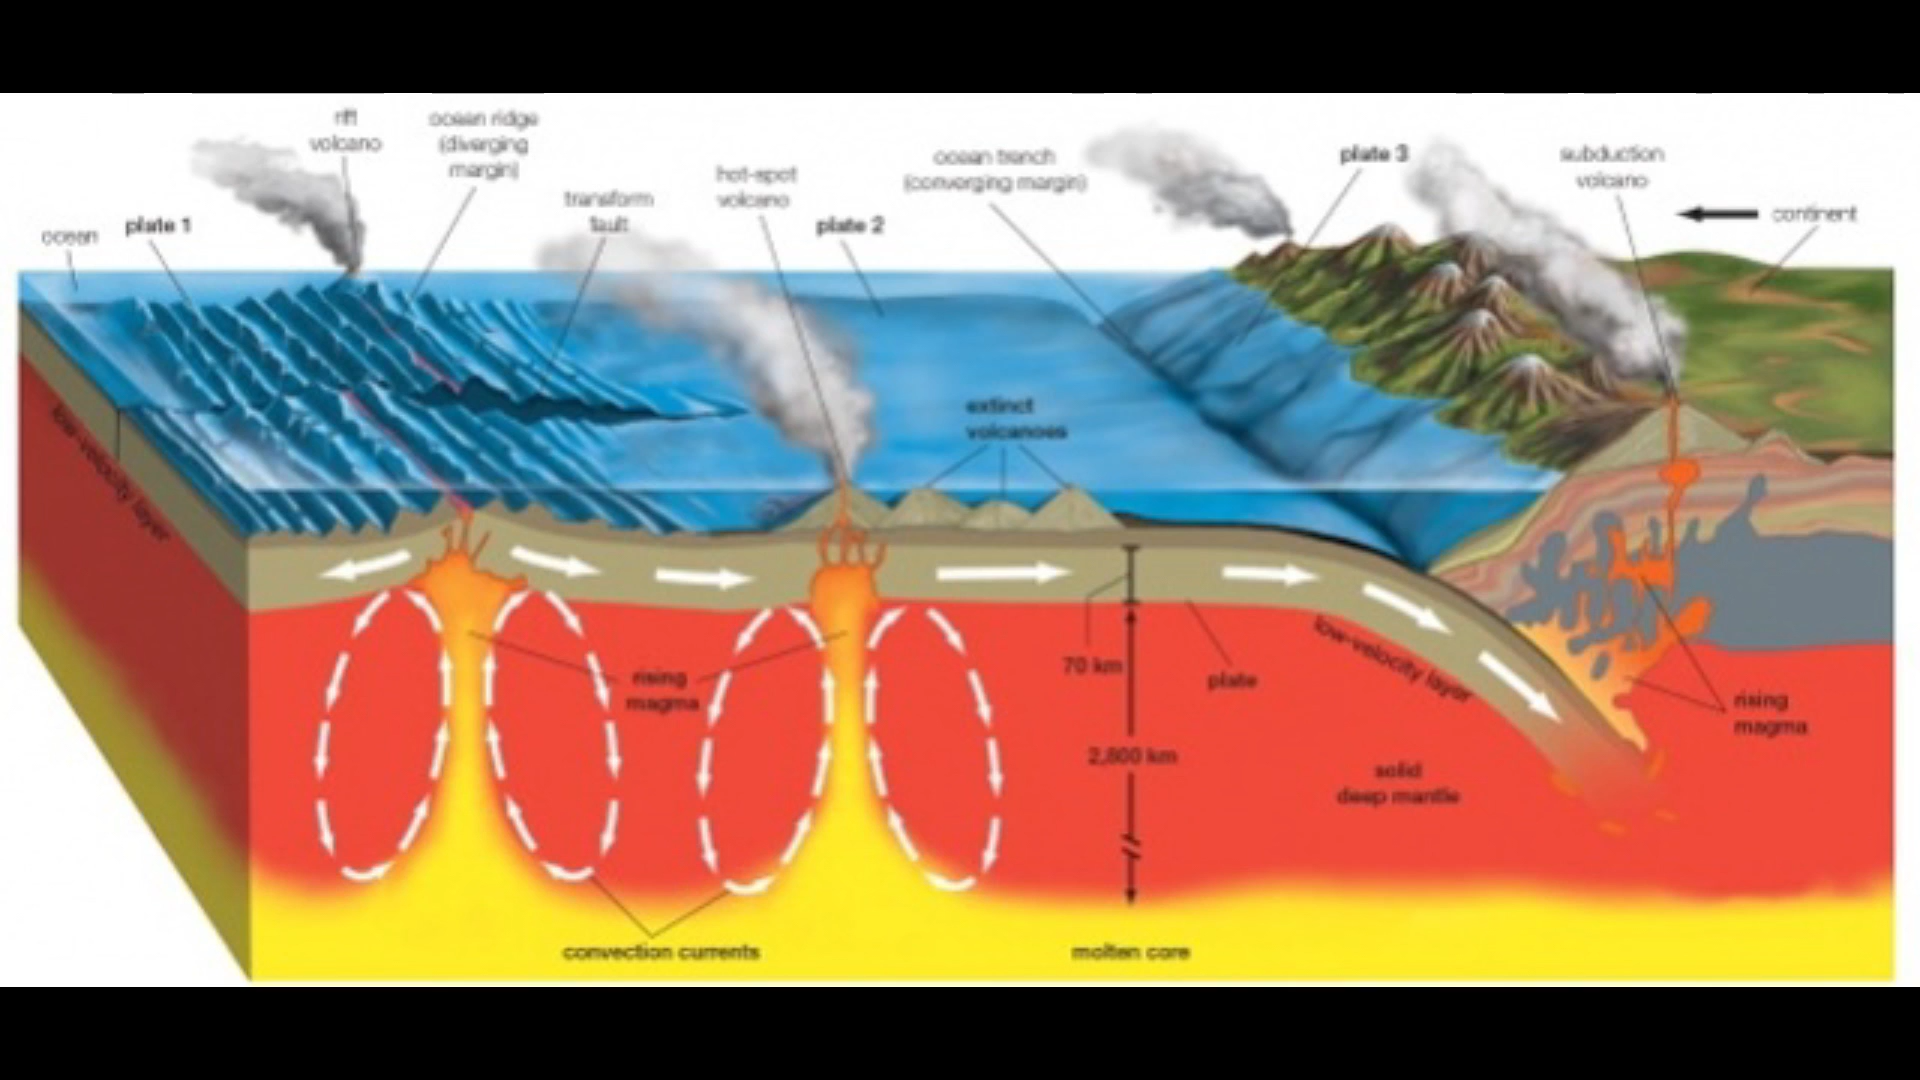 rift
volcano
ocean ridge
(diverging
margin)
transform
fault
hot-spot
volcano
ocean trench
(converging margin)
plate 3
subduction
volcano
continent
ocean
plate 1
plate 2
extinct
volcanoes
low-velocity layer
rising
magma
70 km
plate
low-velocity layer
2,800 km
solid
deep mantle
rising
magma
convection currents
molten core